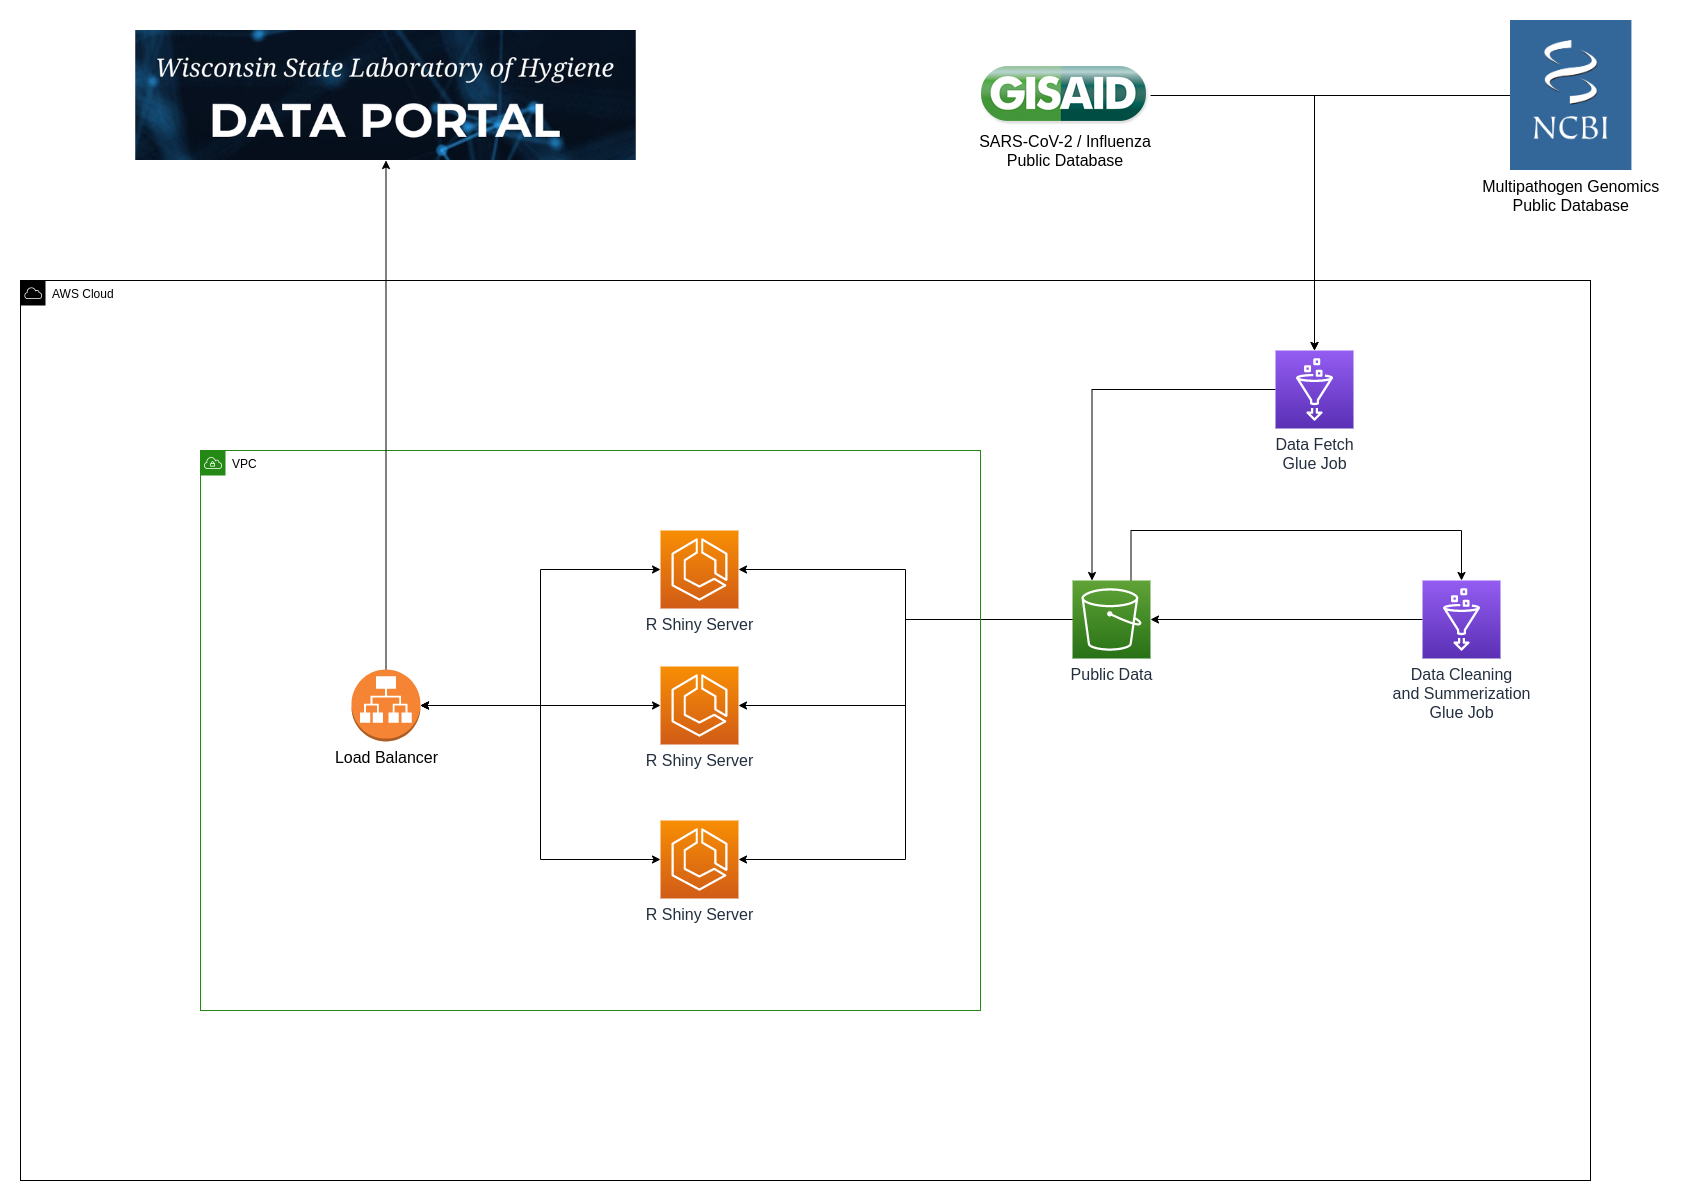 Wisconsin State Laboratory of Hygiene
DATA PORTAL
GISAID
SARS-CoV-2 / Influenza
Public Database
NCBI
Multipathogen Genomics
Public Database
AWS Cloud
Data Fetch
Glue Job
VPC
R Shiny Server
Public Data
Data Cleaning
and Summerization
Glue Job
Load Balancer
R Shiny Server
R Shiny Server